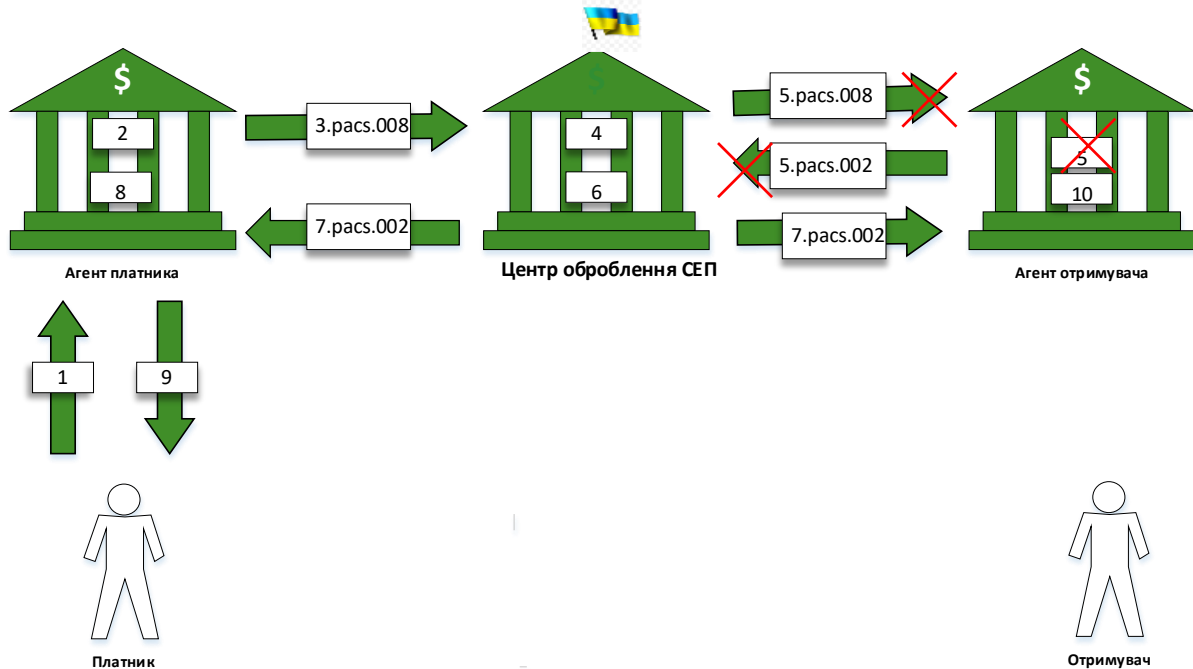 $
2
8
Агент платника
3.pacs.008
7.pacs.002
$
4
6
Центр оброблення СЕП
5.pacs.008
5.pacs.002
7.pacs.002
$
5
10
Агент отримувача
1
9
Платник
Отримувач